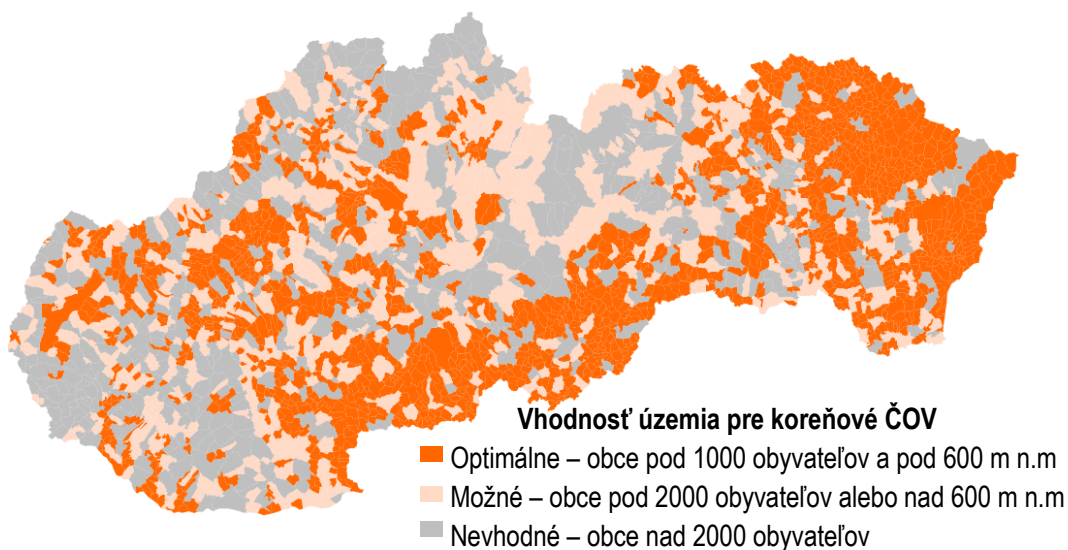 Vhodnosť územia pre koreňové ČOV
Optimálne – obce pod 1000 obyvateľov a pod 600 m n.m
Možné – obce pod 2000 obyvateľov alebo nad 600 m n.m
Nevhodné – obce nad 2000 obyvateľov